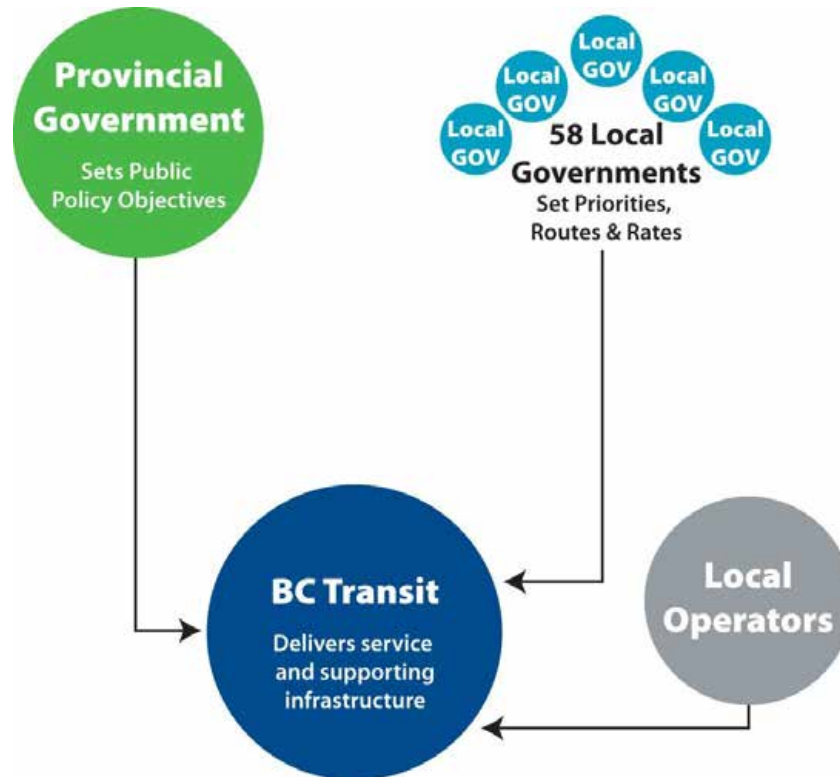 Provincial
Government
Sets Public
Policy Objectives
Local
GOV
Local
GOV
Local
GOV
Local
GOV
Local
GOV
58 Local
Governments
Set Priorities,
Routes & Rates
BC Transit
Delivers service
and supporting
infrastructure
Local
Operators